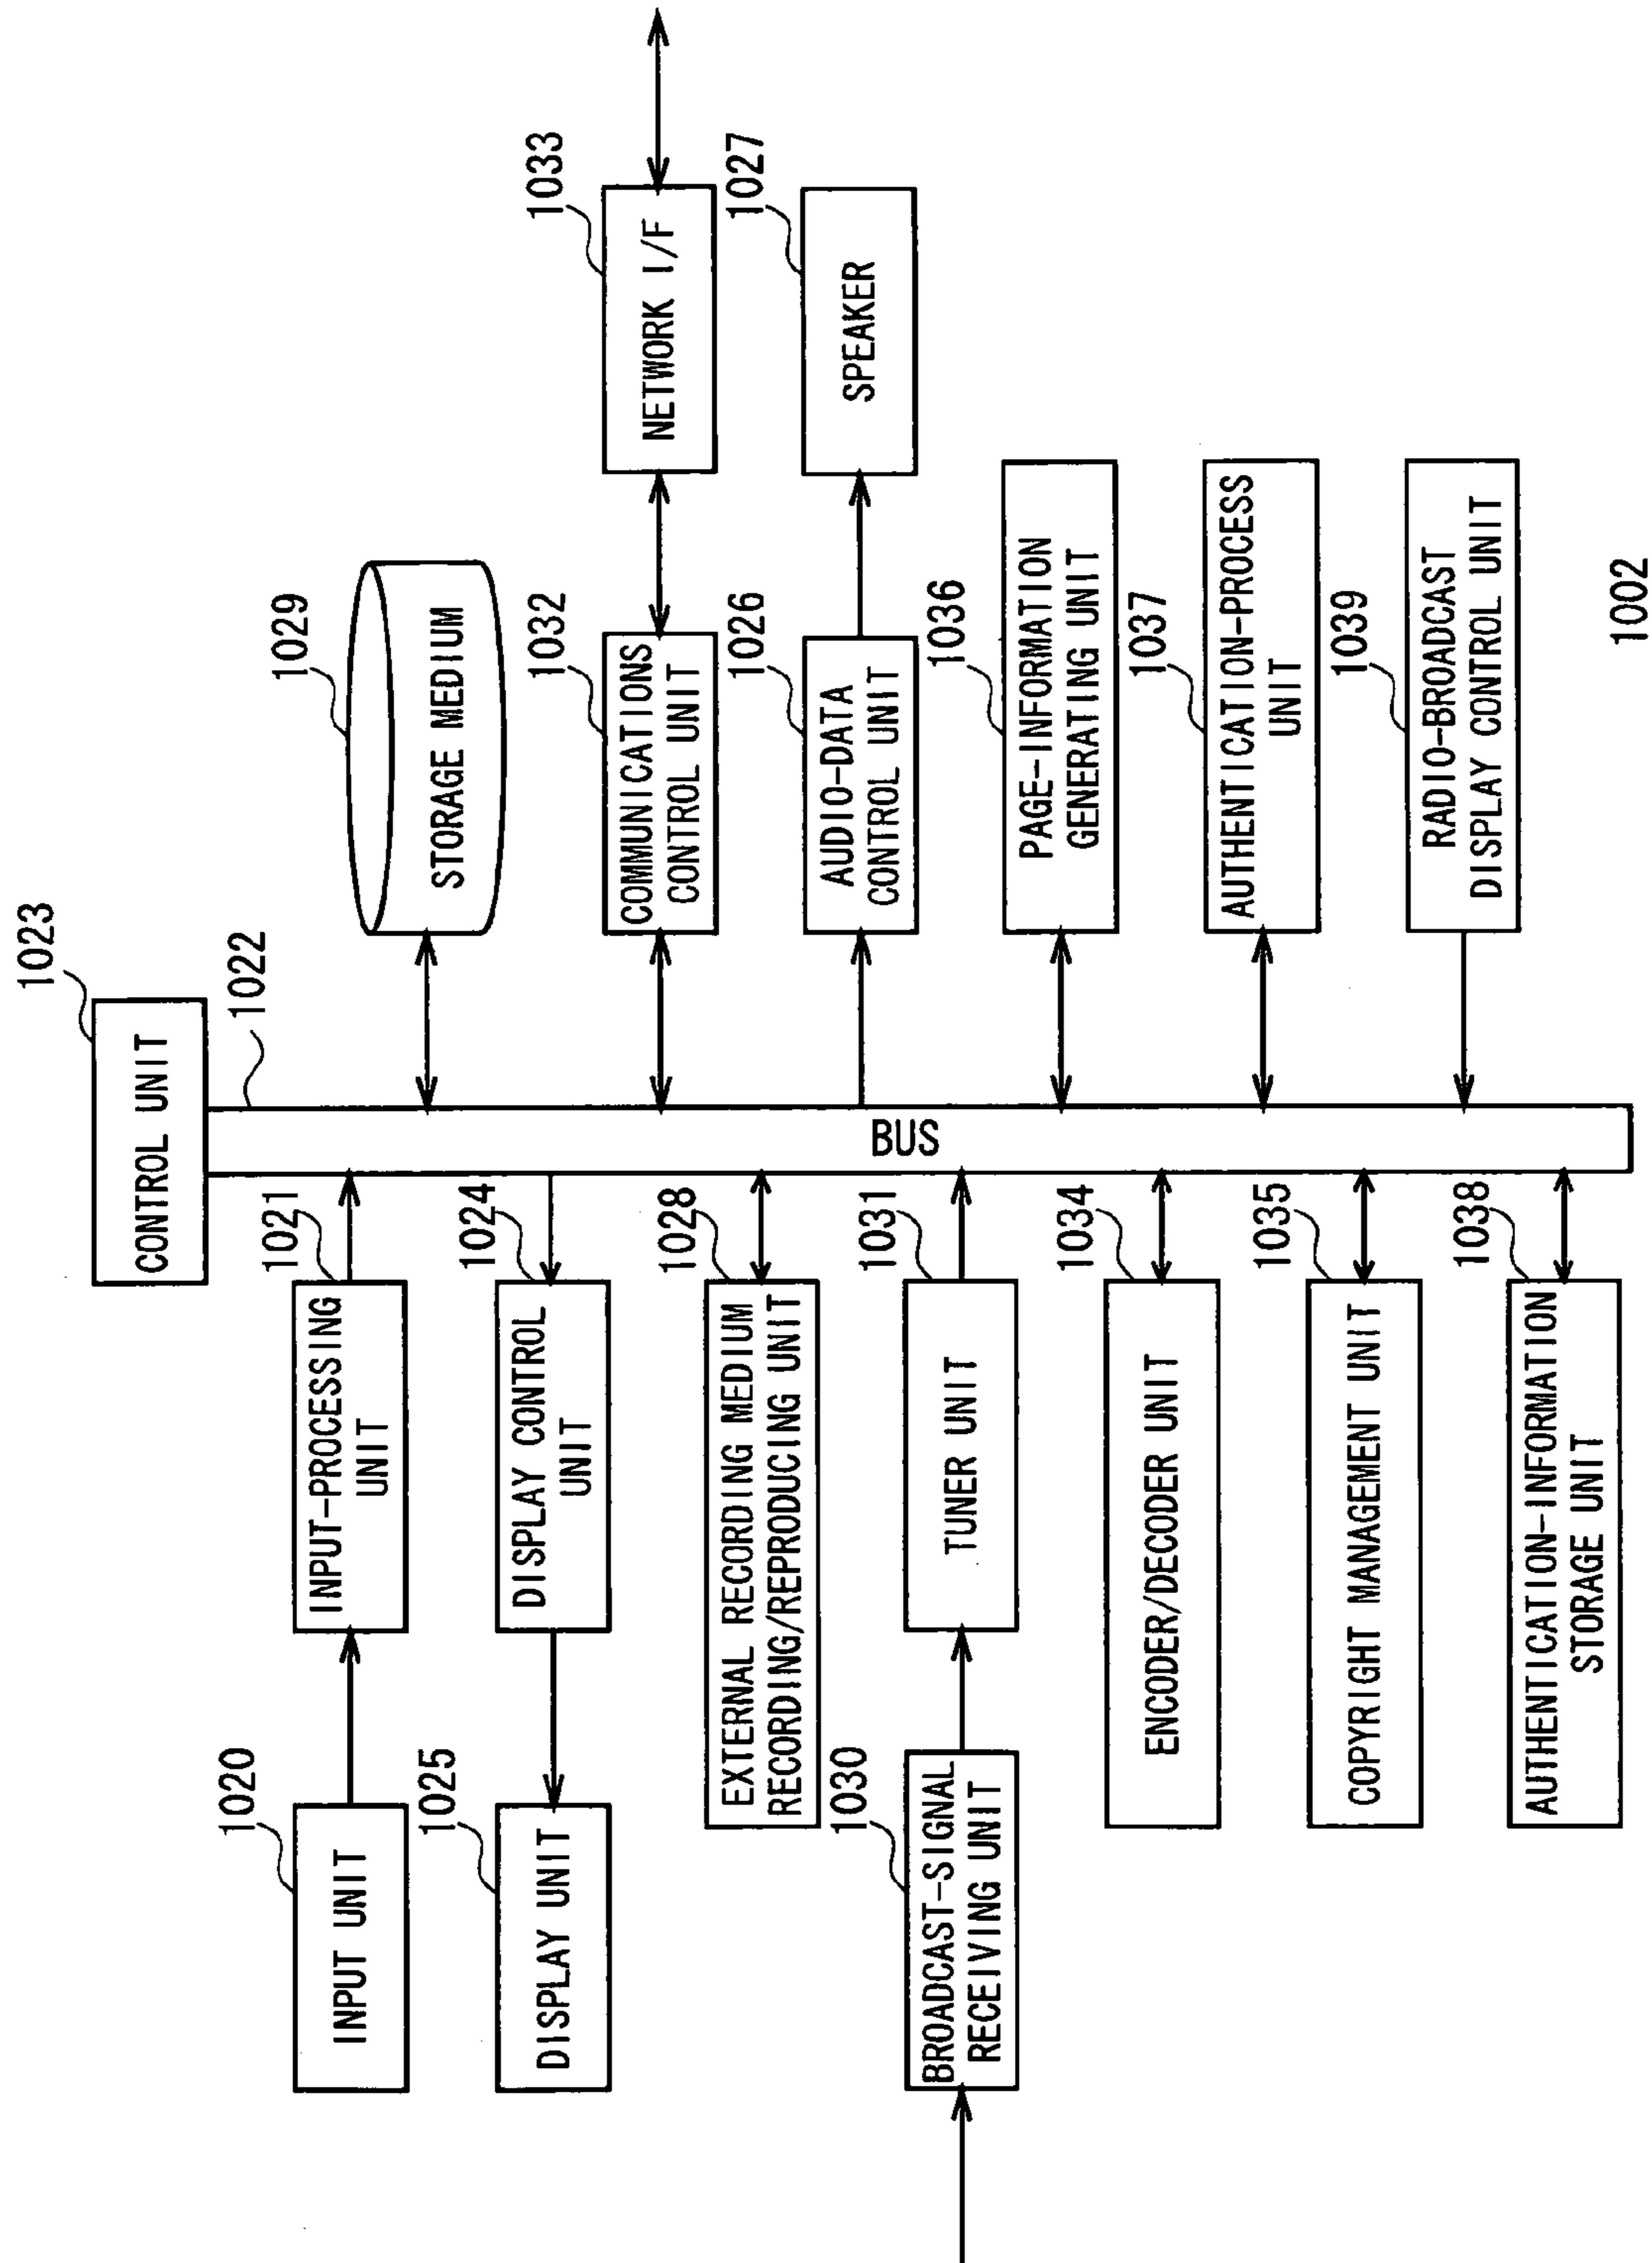 1023
CONTROL UNIT
1022
BUS
1020
INPUT UNIT
1021
INPUT-PROCESSING
UNIT
1025
DISPLAY UNIT
1024
DISPLAY CONTROL
UNIT
1028
EXTERNAL RECORDING MEDIUM
RECORDING/REPRODUCING UNIT
1030
BROADCAST-SIGNAL
RECEIVING UNIT
1031
TUNER UNIT
1034
ENCODER/DECODER UNIT
1035
COPYRIGHT MANAGEMENT UNIT
1038
AUTHENTICATION-INFORMATION
STORAGE UNIT
1029
STORAGE MEDIUM
1032
COMMUNICATIONS
CONTROL UNIT
1033
NETWORK I/F
1026
AUDIO-DATA
CONTROL UNIT
1027
SPEAKER
1036
PAGE-INFORMATION
GENERATING UNIT
1037
AUTHENTICATION-PROCESS
UNIT
1039
RADIO-BROADCAST
DISPLAY CONTROL UNIT
1002